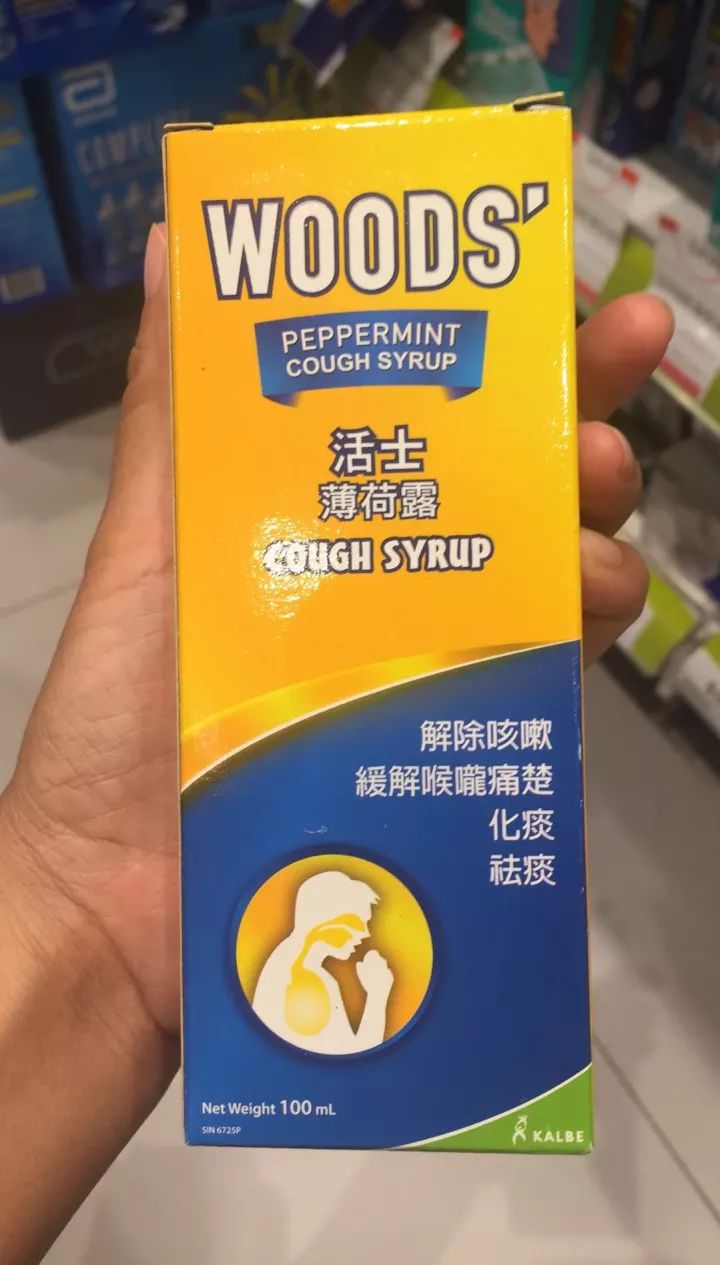 WOODS'
PEPPERMINT
COUGH SYRUP
活士
薄荷露
COUGH SYRUP
解除咳嗽
緩解喉嚨痛楚
化痰
祛痰
Net Weight 100 mL
SIN 6725P
KALBE